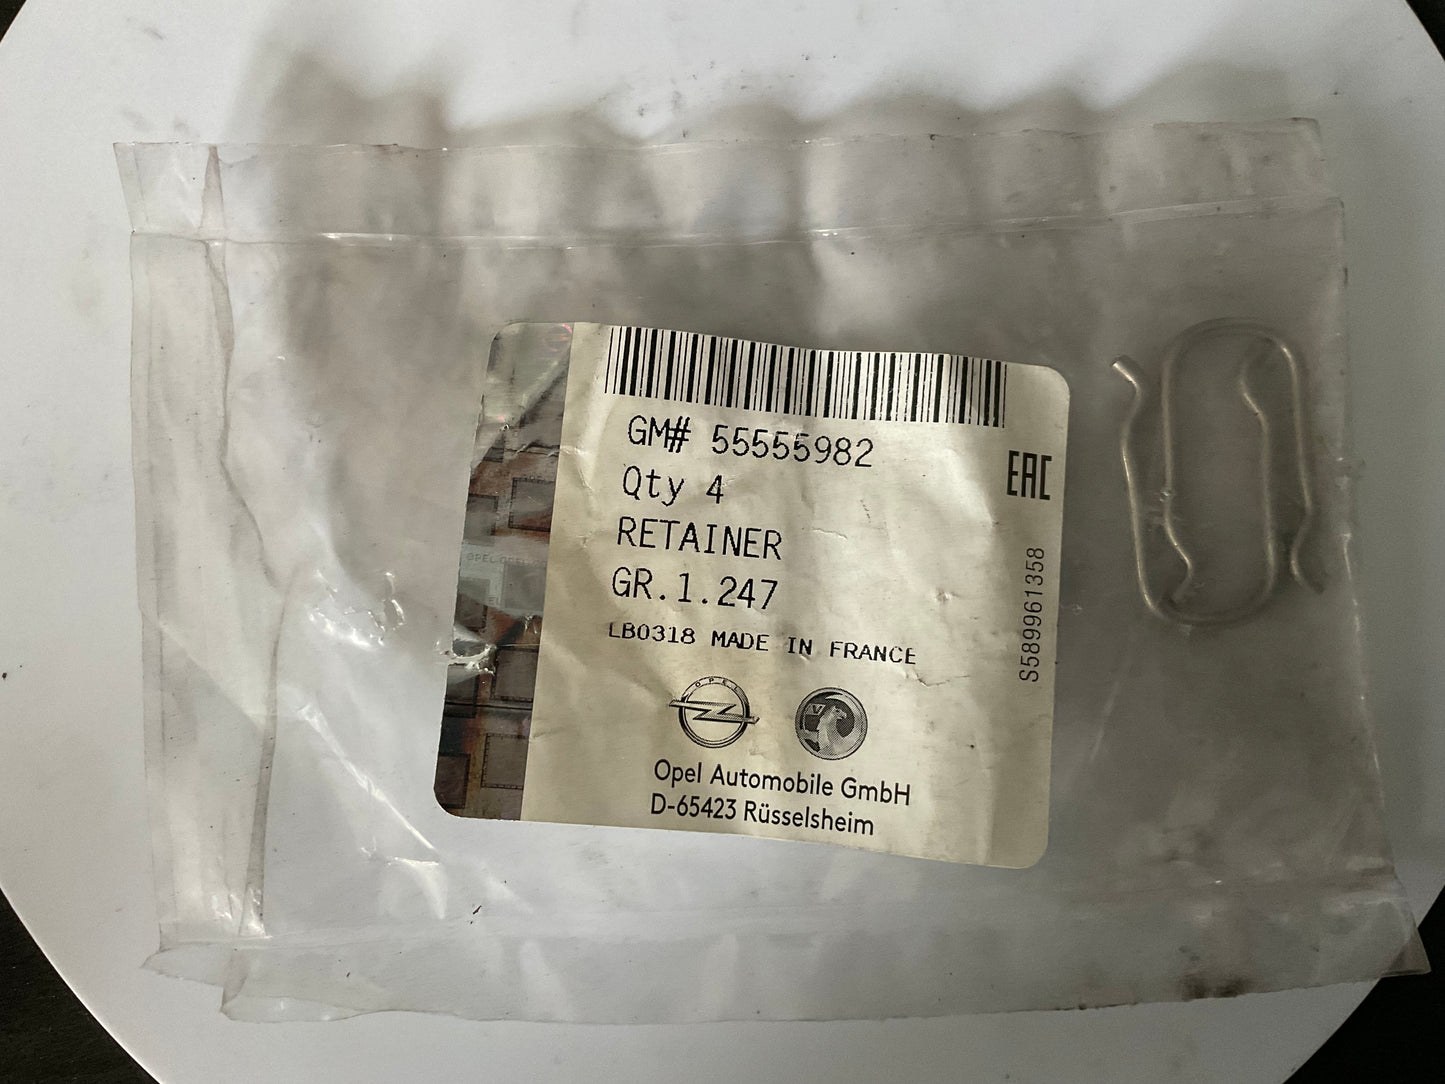 GM# 55555982
Qty 4
RETAINER
GR.1.247
LB0318 MADE IN FRANCE
EAC
S589961358
OPEL
V
Opel Automobile GmbH
D-65423 Rüsselsheim